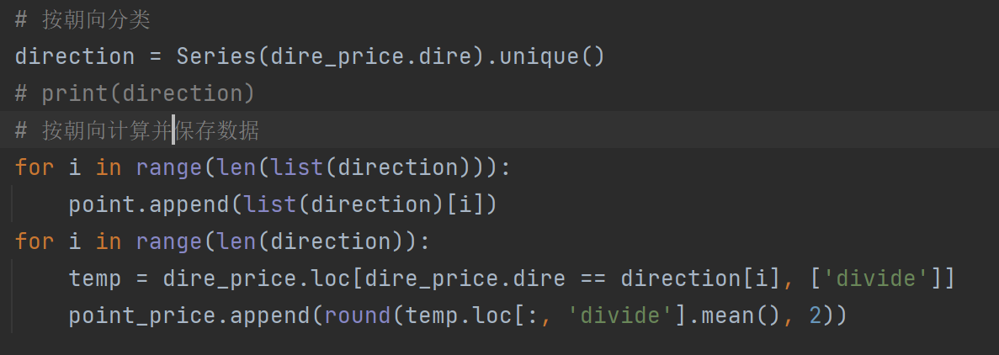 # 按朝向分类
direction = Series(dire_price.dire).unique()
# print(direction)
# 按朝向计算并保存数据
for i in range(len(list(direction))):
    point.append(list(direction)[i])
for i in range(len(direction)):
    temp = dire_price.loc[dire_price.dire == direction[i], ['divide']]
    point_price.append(round(temp.loc[:, 'divide'].mean(), 2))